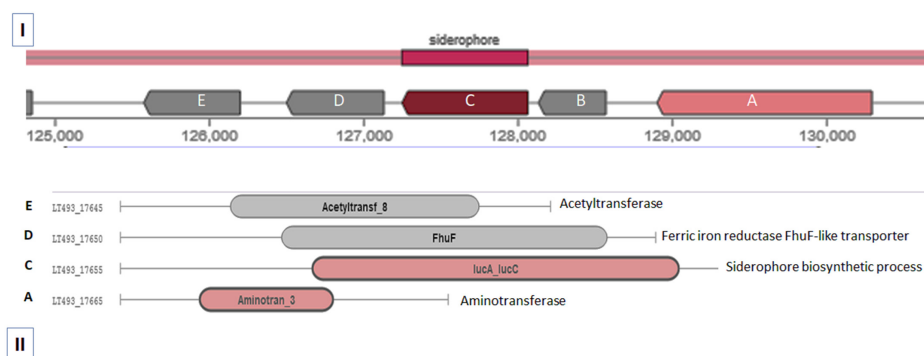 I
siderophore
E D C B A
125,000 126,000 127,000 128,000 129,000 130,000
E LT493_17645 Acetyltransf_8 Acetyltransferase
D LT493_17650 FhuF Ferric iron reductase FhuF-like transporter
C LT493_17655 IucA_IucC Siderophore biosynthetic process
A LT493_17665 Aminotran_3 Aminotransferase
II